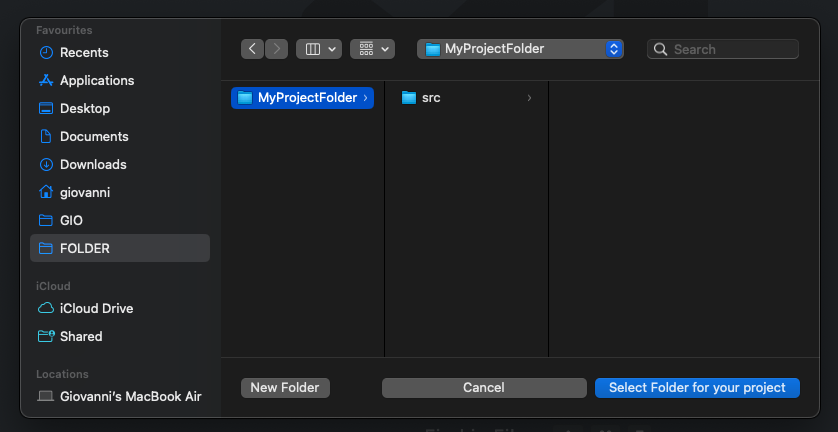 Favourites
Recents
Applications
Desktop
Documents
Downloads
giovanni
GIO
FOLDER
iCloud
iCloud Drive
Shared
Locations
Giovanni's MacBook Air
MyProjectFolder
Search
MyProjectFolder
src
New Folder
Cancel
Select Folder for your project